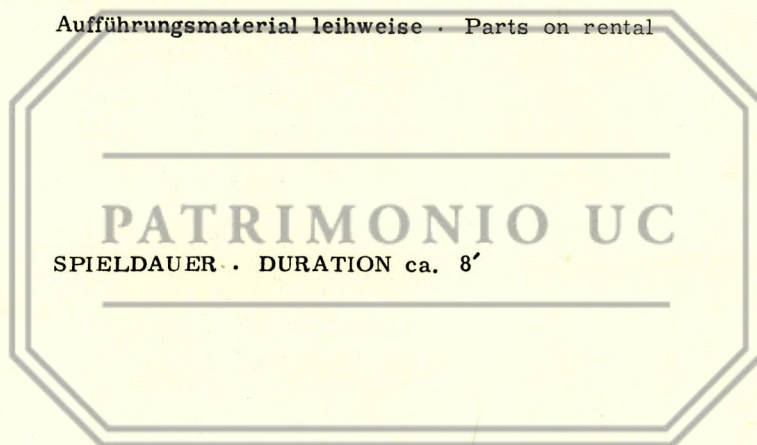 Aufführungsmaterial leihweise · Parts on rental
PATRIMONIO UC
SPIELDAUER · DURATION ca. 8′